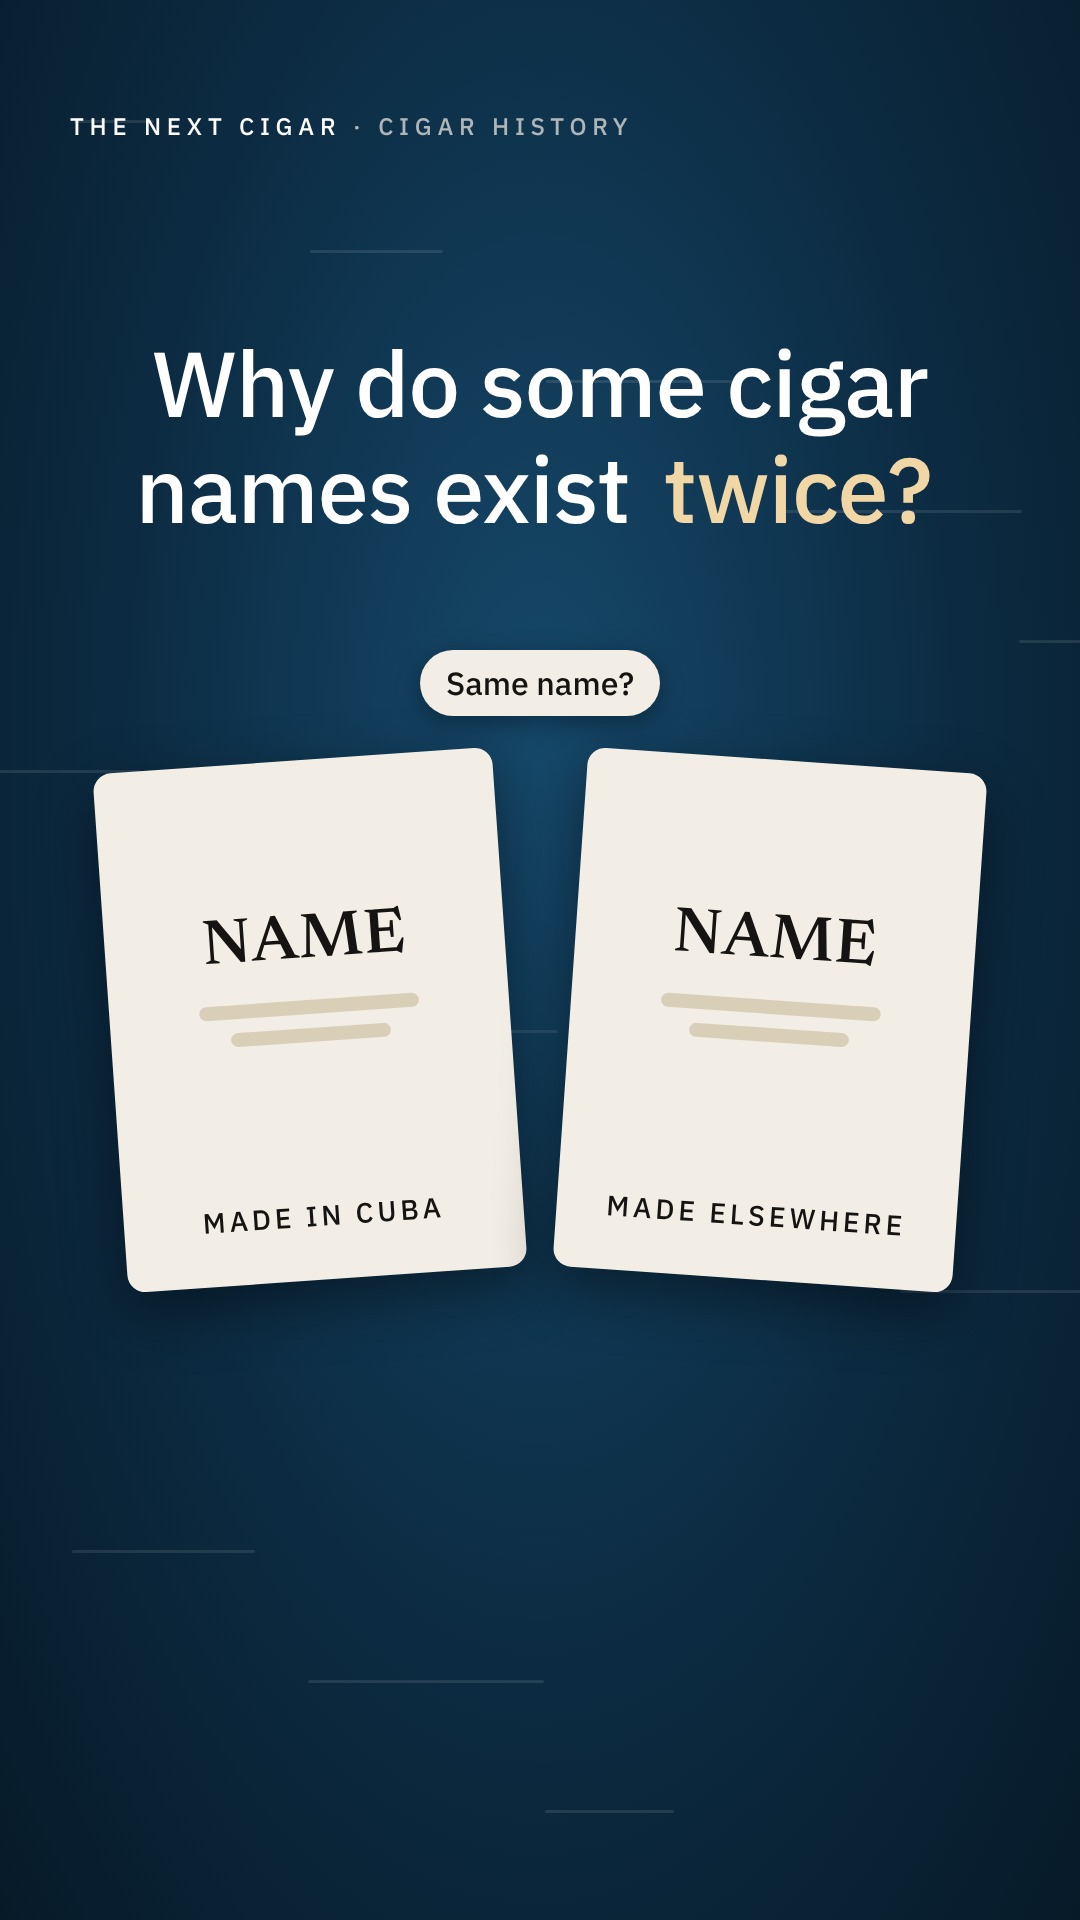 THE NEXT CIGAR · CIGAR HISTORY
Why do some cigar
names exist twice?
Same name?
NAME
MADE IN CUBA
NAME
MADE ELSEWHERE